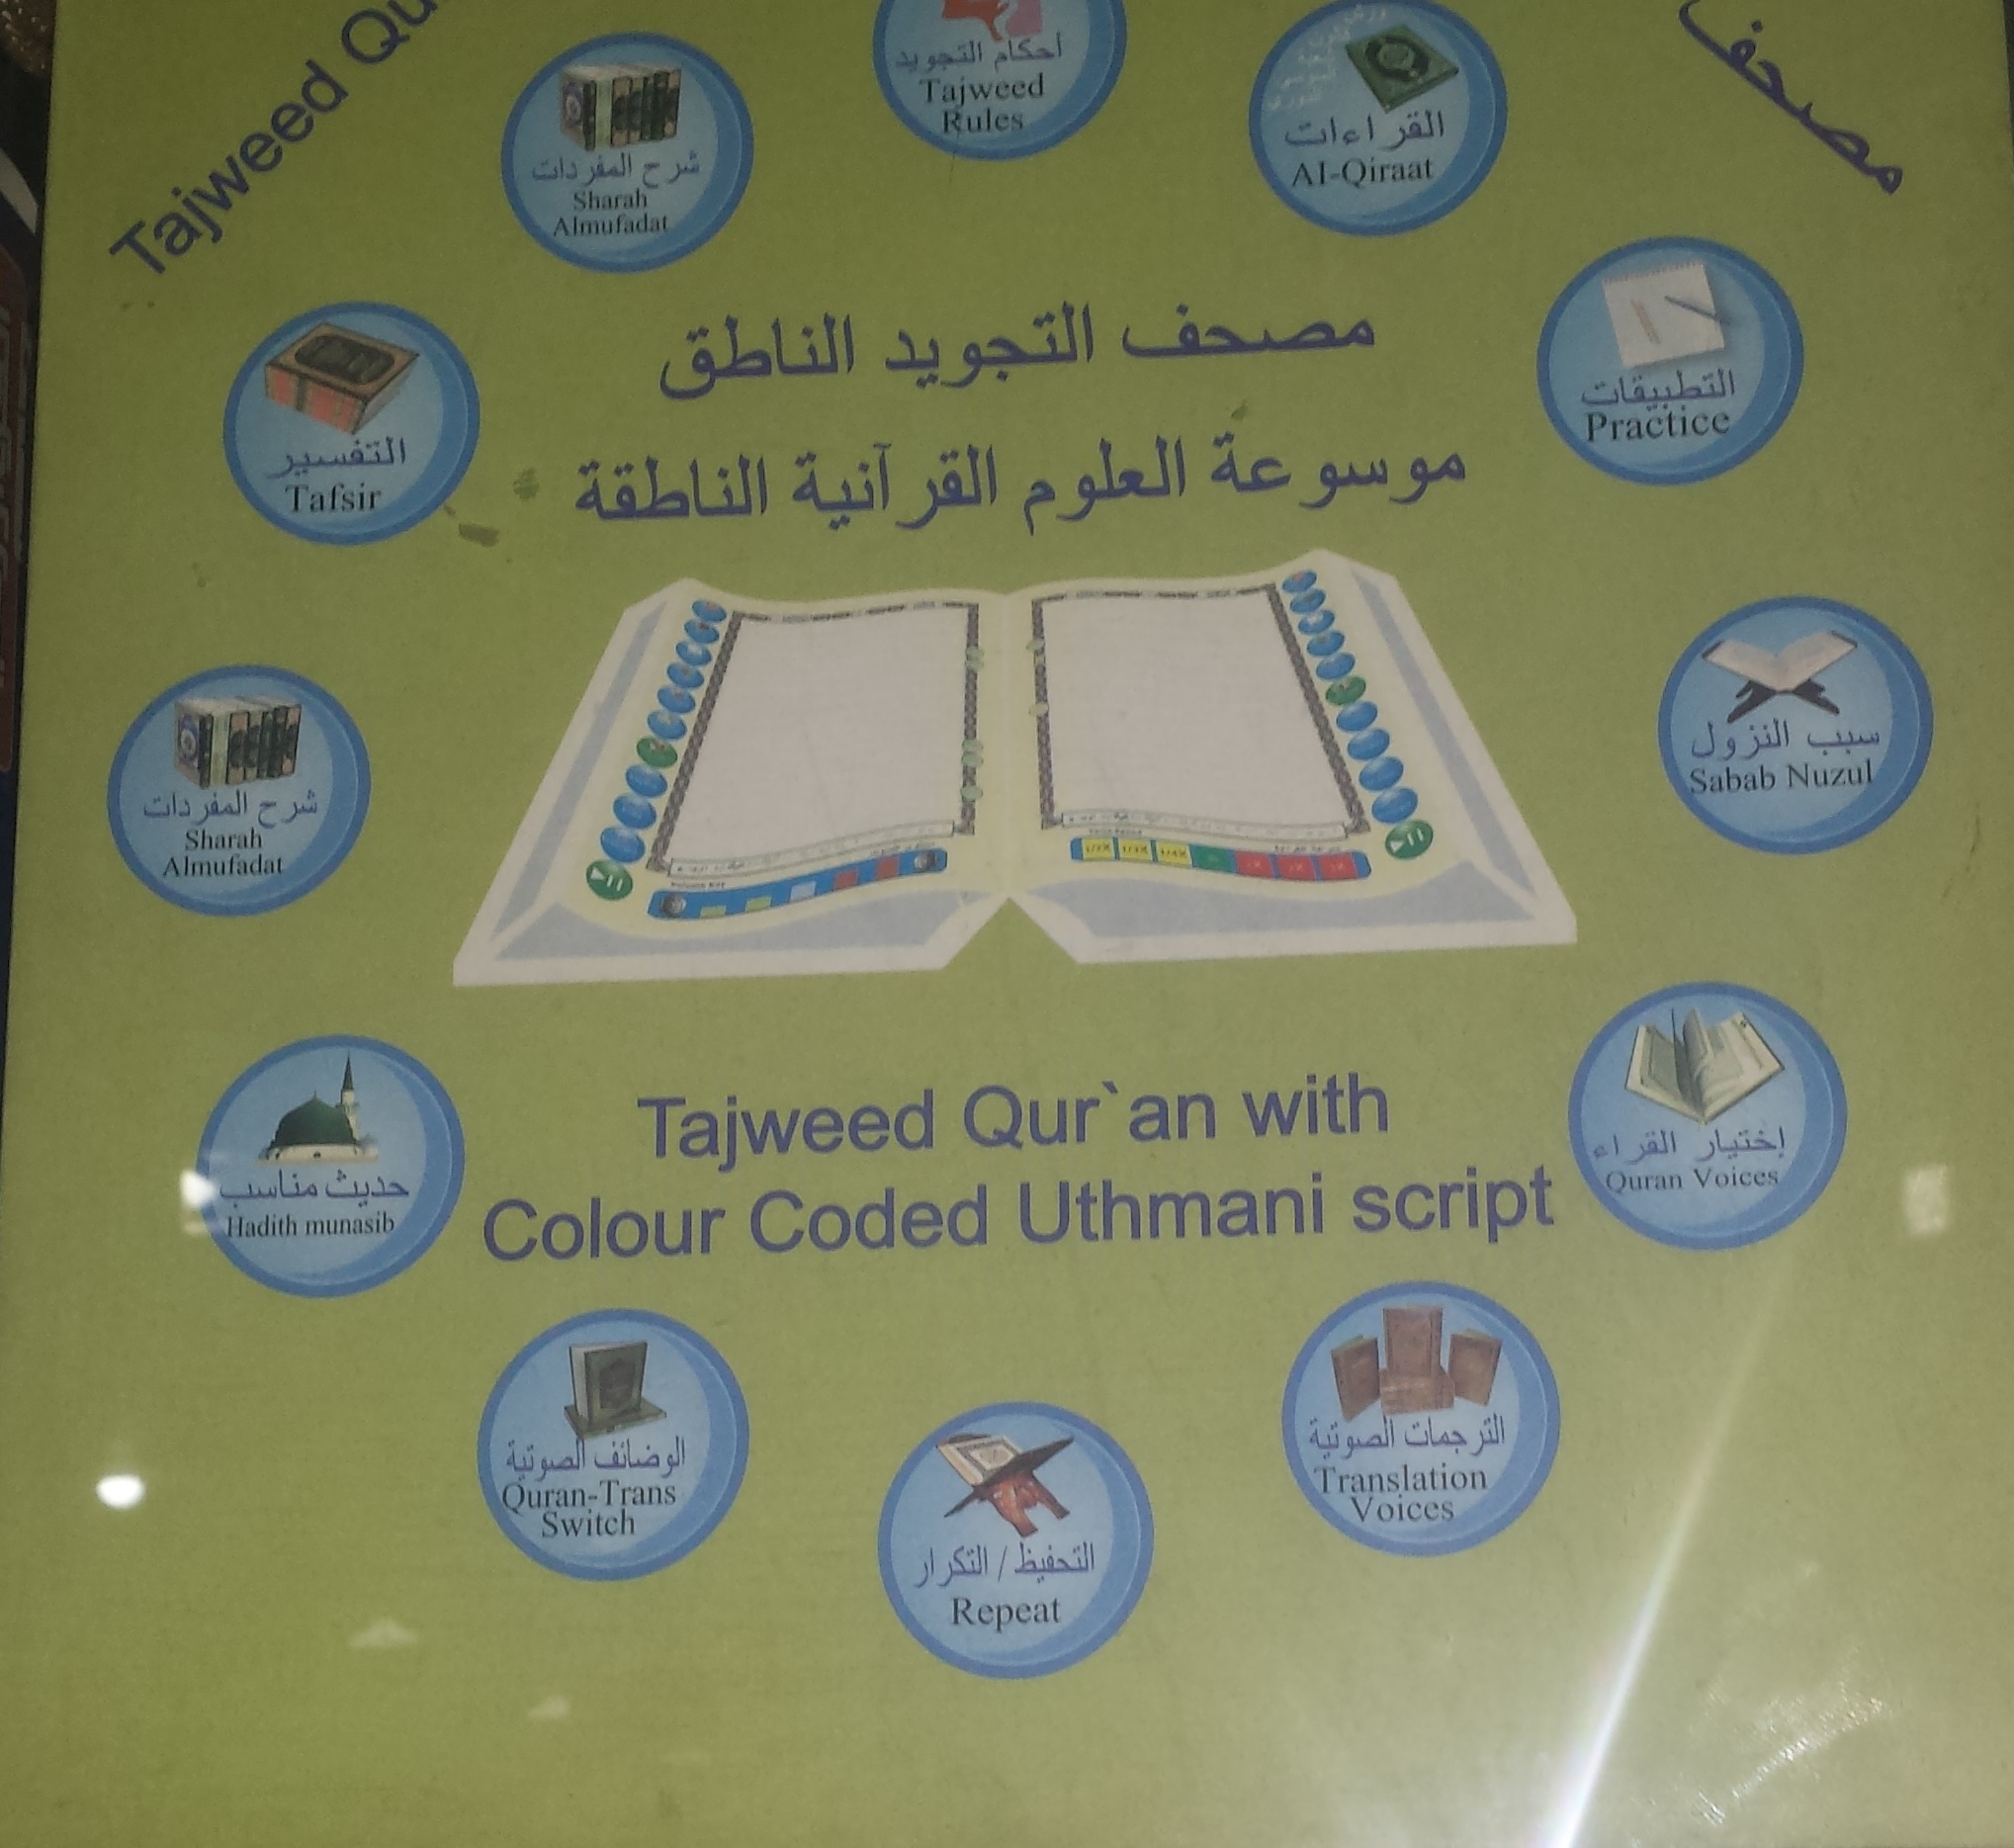 Tajweed Qu
مصحف
أحكام التجويد
Tajweed
Rules
شرح المفردات
Sharah
Almufadat
القراءات
Al-Qiraat
التفسير
Tafsir
مصحف التجويد الناطق
موسوعة العلوم القرآنية الناطقة
التطبيقات
Practice
شرح المفردات
Sharah
Almufadat
سبب النزول
Sabab Nuzul
حديث مناسب
Hadith munasib
Tajweed Qur`an with
Colour Coded Uthmani script
إختيار القراء
Quran Voices
الوضائف الصوتية
Quran-Trans
Switch
التحفيظ / التكرار
Repeat
الترجمات الصوتية
Translation
Voices